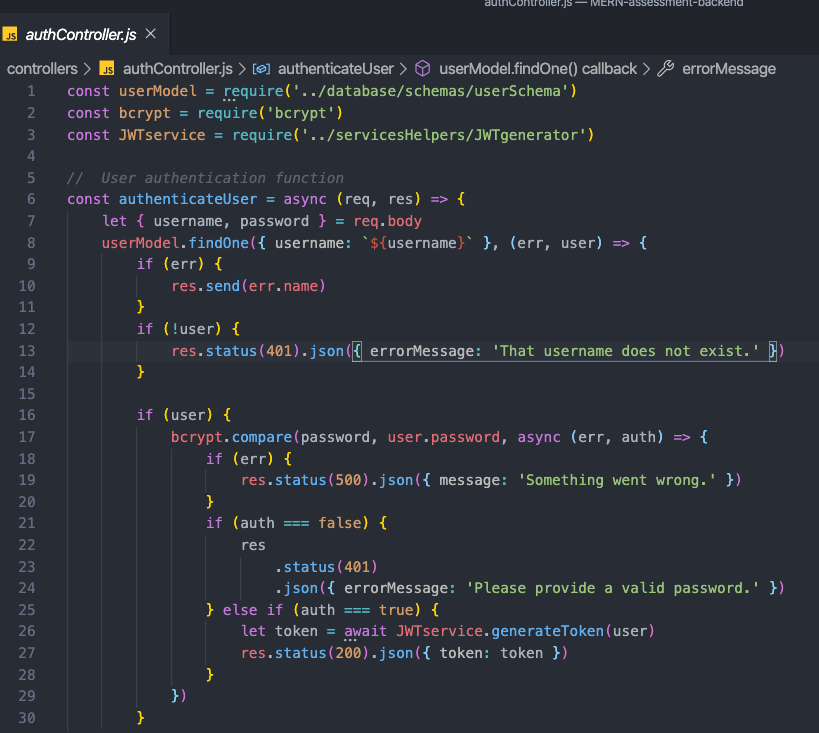 authController.js — MERN-assessment-backend
JS authController.js ×
controllers > JS authController.js > authenticateUser > userModel.findOne() callback > errorMessage
1 const userModel = require('../database/schemas/userSchema')
2 const bcrypt = require('bcrypt')
3 const JWTservice = require('../servicesHelpers/JWTgenerator')
4
5 //  User authentication function
6 const authenticateUser = async (req, res) => {
7     let { username, password } = req.body
8     userModel.findOne({ username: `${username}` }, (err, user) => {
9         if (err) {
10             res.send(err.name)
11         }
12         if (!user) {
13             res.status(401).json({ errorMessage: 'That username does not exist.' })
14         }
15
16         if (user) {
17             bcrypt.compare(password, user.password, async (err, auth) => {
18                 if (err) {
19                     res.status(500).json({ message: 'Something went wrong.' })
20                 }
21                 if (auth === false) {
22                     res
23                         .status(401)
24                         .json({ errorMessage: 'Please provide a valid password.' })
25                 } else if (auth === true) {
26                     let token = await JWTservice.generateToken(user)
27                     res.status(200).json({ token: token })
28                 }
29             })
30         }